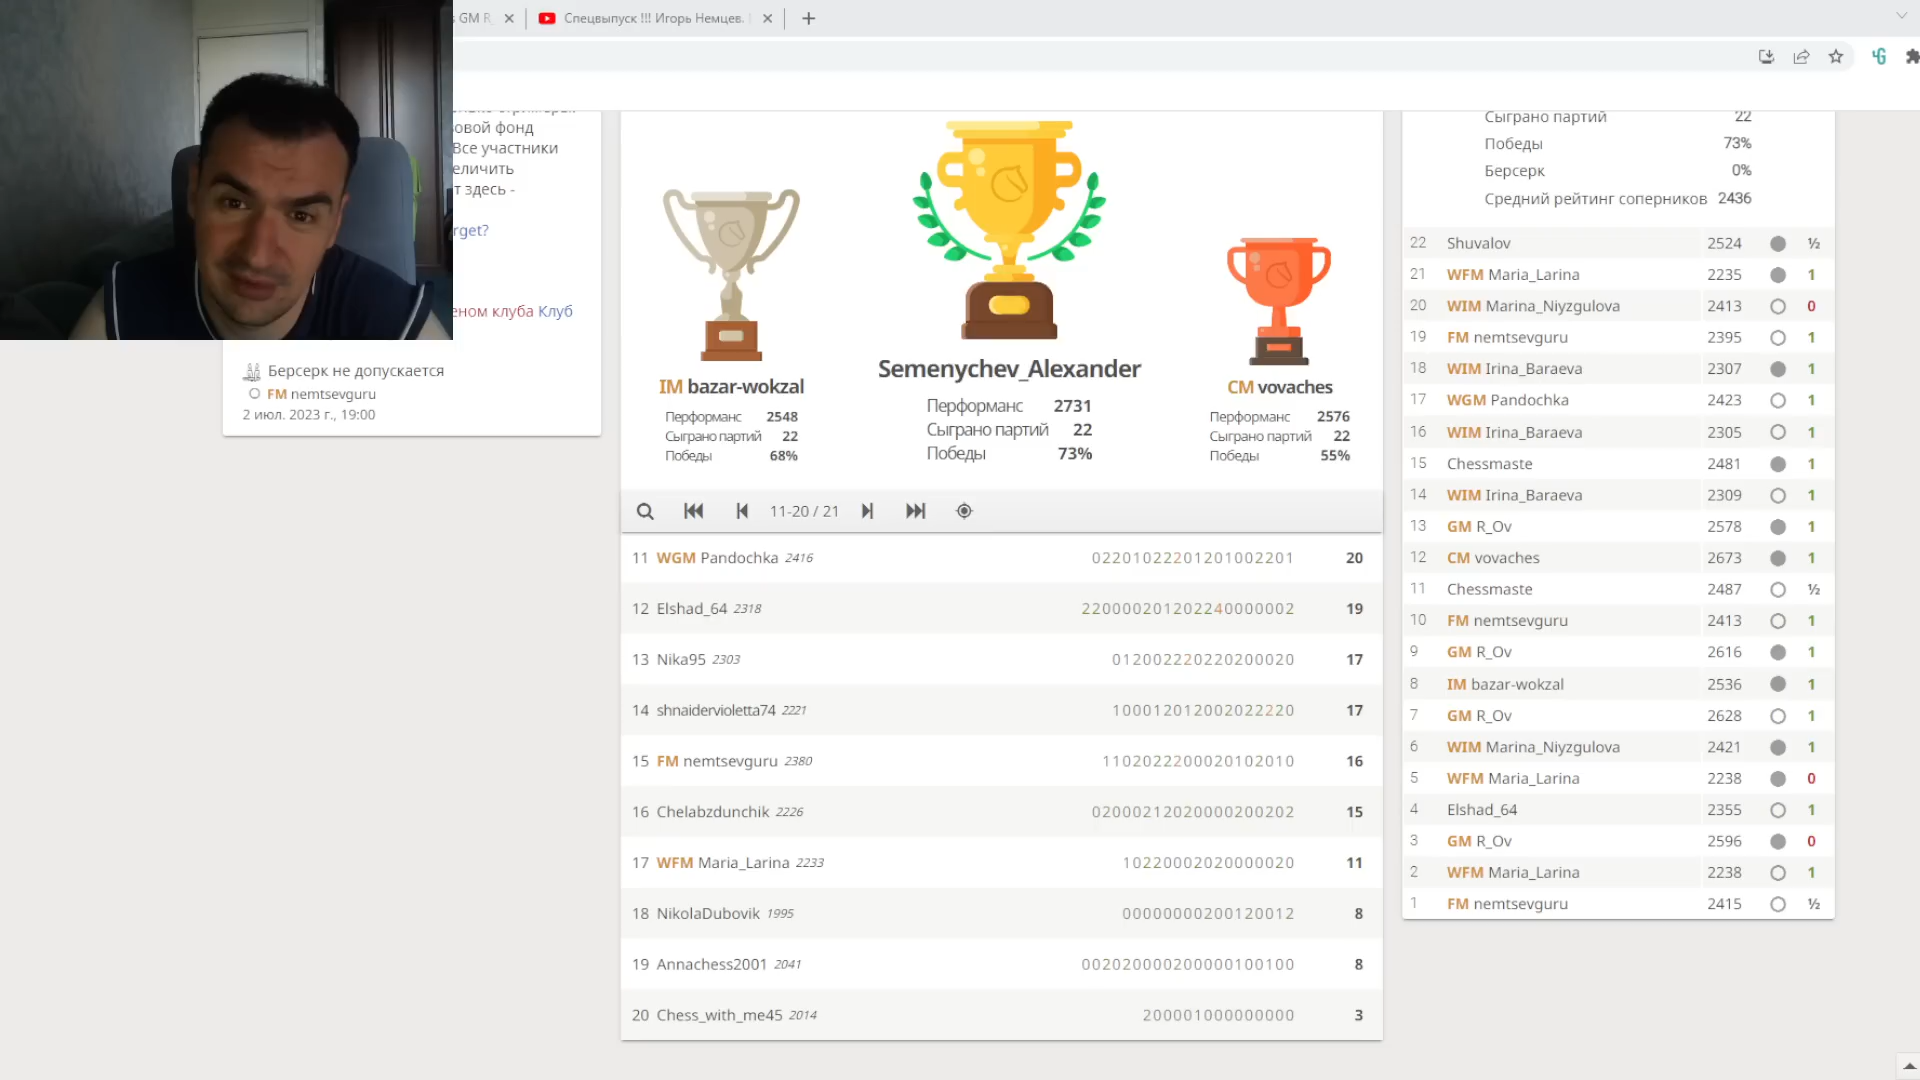 GM R_
Спецвыпуск !!! Игорь Немцев.
овой фонд
Все участники
еличить
т здесь -
rget?
еном клуба Клуб
Берсерк не допускается
FM nemtsevguru
2 июл. 2023 г., 19:00
IM bazar-wokzal
Перформанс 2548
Сыграно партий 22
Победы 68%
Semenychev_Alexander
Перформанс 2731
Сыграно партий 22
Победы 73%
CM vovaches
Перформанс 2576
Сыграно партий 22
Победы 55%
11-20 / 21
11 WGM Pandochka 2416 02201022201201002201 20
12 Elshad_64 2318 220000201202240000002 19
13 Nika95 2303 012002220220200020 17
14 shnaidervioletta74 2221 100012012002022220 17
15 FM nemtsevguru 2380 1102022200020102010 16
16 Chelabzdunchik 2226 02000212020000200202 15
17 WFM Maria_Larina 2233 10220002020000020 11
18 NikolaDubovik 1995 00000000200120012 8
19 Annachess2001 2041 002020000200000100100 8
20 Chess_with_me45 2014 200001000000000 3
Сыграно партий 22
Победы 73%
Берсерк 0%
Средний рейтинг соперников 2436
22 Shuvalov 2524 ½
21 WFM Maria_Larina 2235 1
20 WIM Marina_Niyzgulova 2413 0
19 FM nemtsevguru 2395 1
18 WIM Irina_Baraeva 2307 1
17 WGM Pandochka 2423 1
16 WIM Irina_Baraeva 2305 1
15 Chessmaste 2481 1
14 WIM Irina_Baraeva 2309 1
13 GM R_Ov 2578 1
12 CM vovaches 2673 1
11 Chessmaste 2487 ½
10 FM nemtsevguru 2413 1
9 GM R_Ov 2616 1
8 IM bazar-wokzal 2536 1
7 GM R_Ov 2628 1
6 WIM Marina_Niyzgulova 2421 1
5 WFM Maria_Larina 2238 0
4 Elshad_64 2355 1
3 GM R_Ov 2596 0
2 WFM Maria_Larina 2238 1
1 FM nemtsevguru 2415 ½